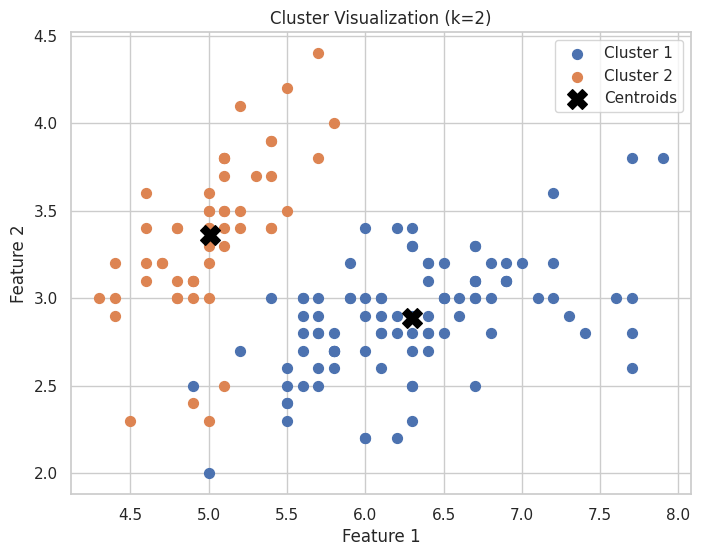 Cluster Visualization (k=2)
Cluster 1
Cluster 2
Centroids
4.5
4.0
3.5
3.0
2.5
2.0
Feature 2
4.5 5.0 5.5 6.0 6.5 7.0 7.5 8.0
Feature 1